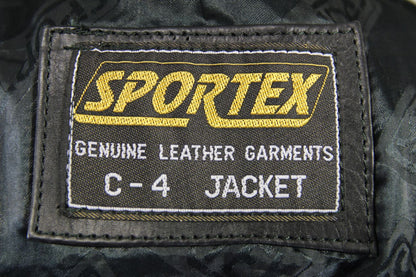 SPORTEX
GENUINE LEATHER GARMENTS
C-4 JACKET